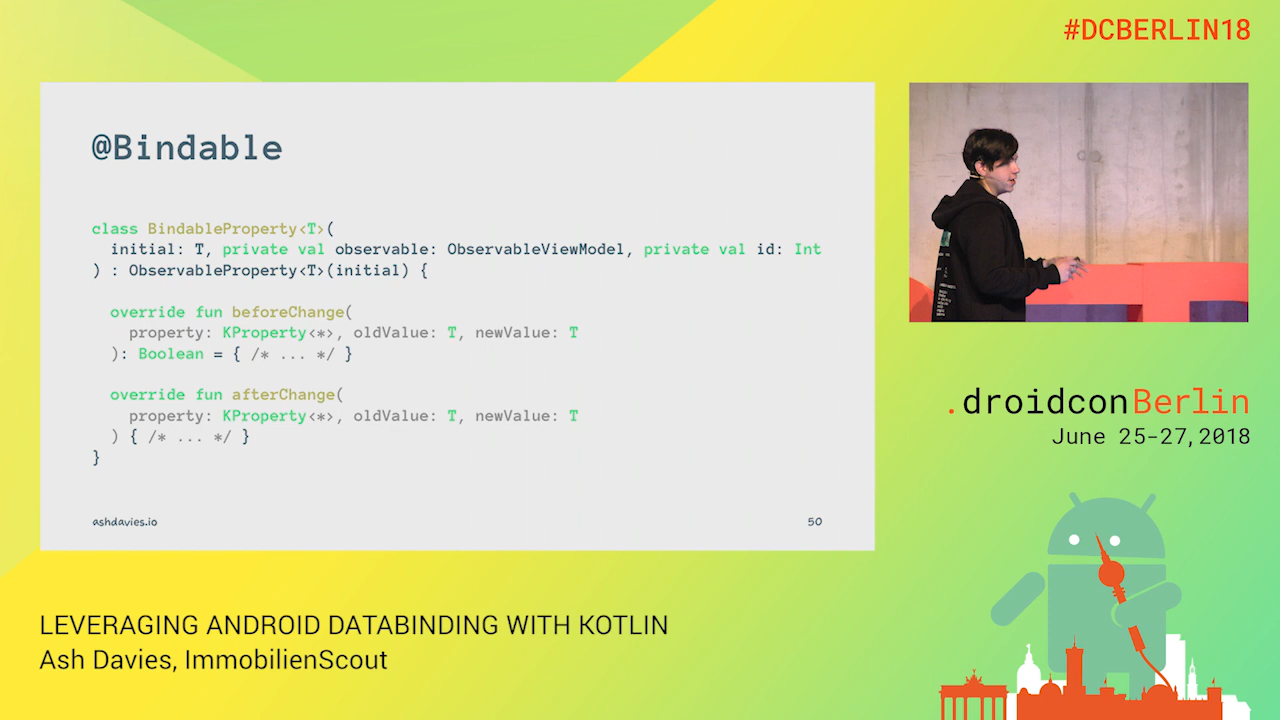 #DCBERLIN18
@Bindable
class BindableProperty<T>(
initial: T, private val observable: ObservableViewModel, private val id: Int
) : ObservableProperty<T>(initial) {
override fun beforeChange(
property: KProperty<*>, oldValue: T, newValue: T
): Boolean = { /* ... */ }
override fun afterChange(
property: KProperty<*>, oldValue: T, newValue: T
) { /* ... */ }
}
ashdavies.io
50
.droidconBerlin
June 25-27, 2018
LEVERAGING ANDROID DATABINDING WITH KOTLIN
Ash Davies, ImmobilienScout